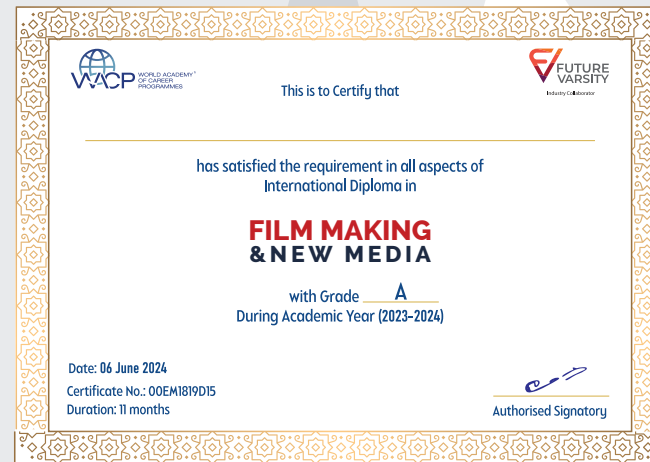 WACP
WORLD ACADEMY
OF CAREER
PROGRAMMES
FUTURE
VARSITY
Industry Collaborator
This is to Certify that
has satisfied the requirement in all aspects of
International Diploma in
FILM MAKING
& NEW MEDIA
with Grade A
During Academic Year (2023-2024)
Date: 06 June 2024
Certificate No.: 00EM1819D15
Duration: 11 months
Authorised Signatory